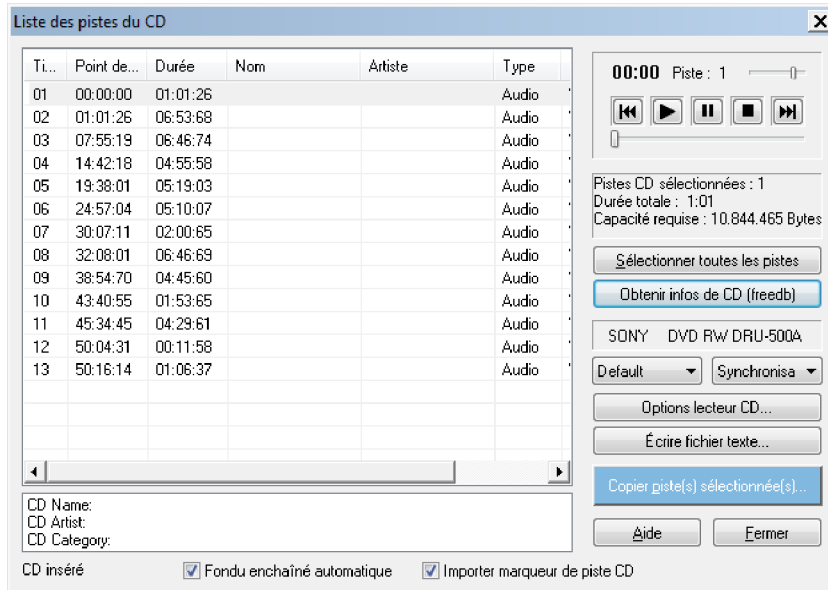 Liste des pistes du CD
Ti... Point de... Durée Nom Artiste Type
01 00:00:00 01:01:26 Audio
02 01:01:26 06:53:68 Audio
03 07:55:19 06:46:74 Audio
04 14:42:18 04:55:58 Audio
05 19:38:01 05:19:03 Audio
06 24:57:04 05:10:07 Audio
07 30:07:11 02:00:65 Audio
08 32:08:01 06:46:69 Audio
09 38:54:70 04:45:60 Audio
10 43:40:55 01:53:65 Audio
11 45:34:45 04:29:61 Audio
12 50:04:31 00:11:58 Audio
13 50:16:14 01:06:37 Audio
CD Name:
CD Artist:
CD Category:
CD inséré
Fondu enchaîné automatique
Importer marqueur de piste CD
00:00 Piste : 1
Pistes CD sélectionnées : 1
Durée totale : 1:01
Capacité requise : 10.844.465 Bytes
Sélectionner toutes les pistes
Obtenir infos de CD (freedb)
SONY DVD RW DRU-500A
Default
Synchronisa
Options lecteur CD...
Écrire fichier texte...
Copier piste(s) sélectionnée(s)...
Aide
Fermer